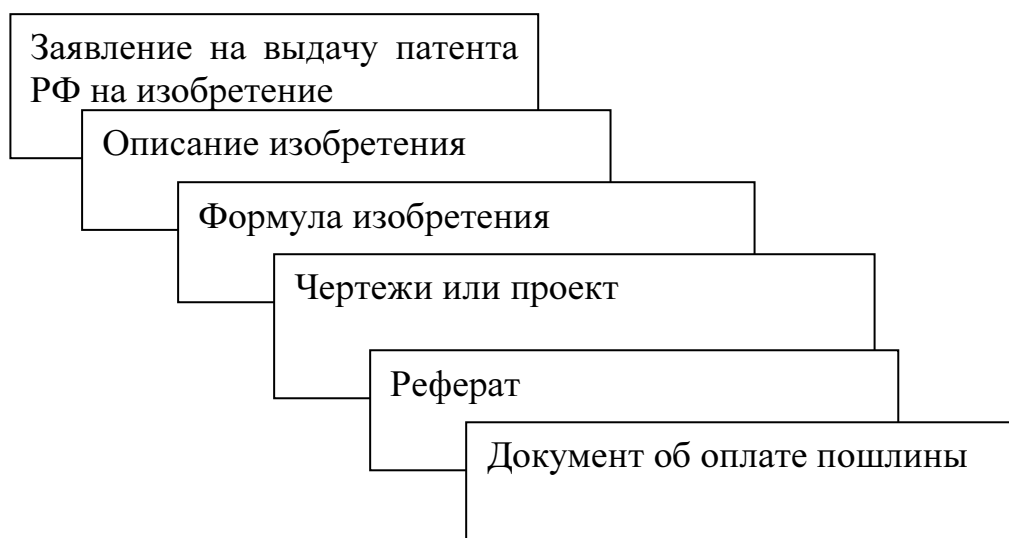 Заявление на выдачу патента
РФ на изобретение
Описание изобретения
Формула изобретения
Чертежи или проект
Реферат
Документ об оплате пошлины